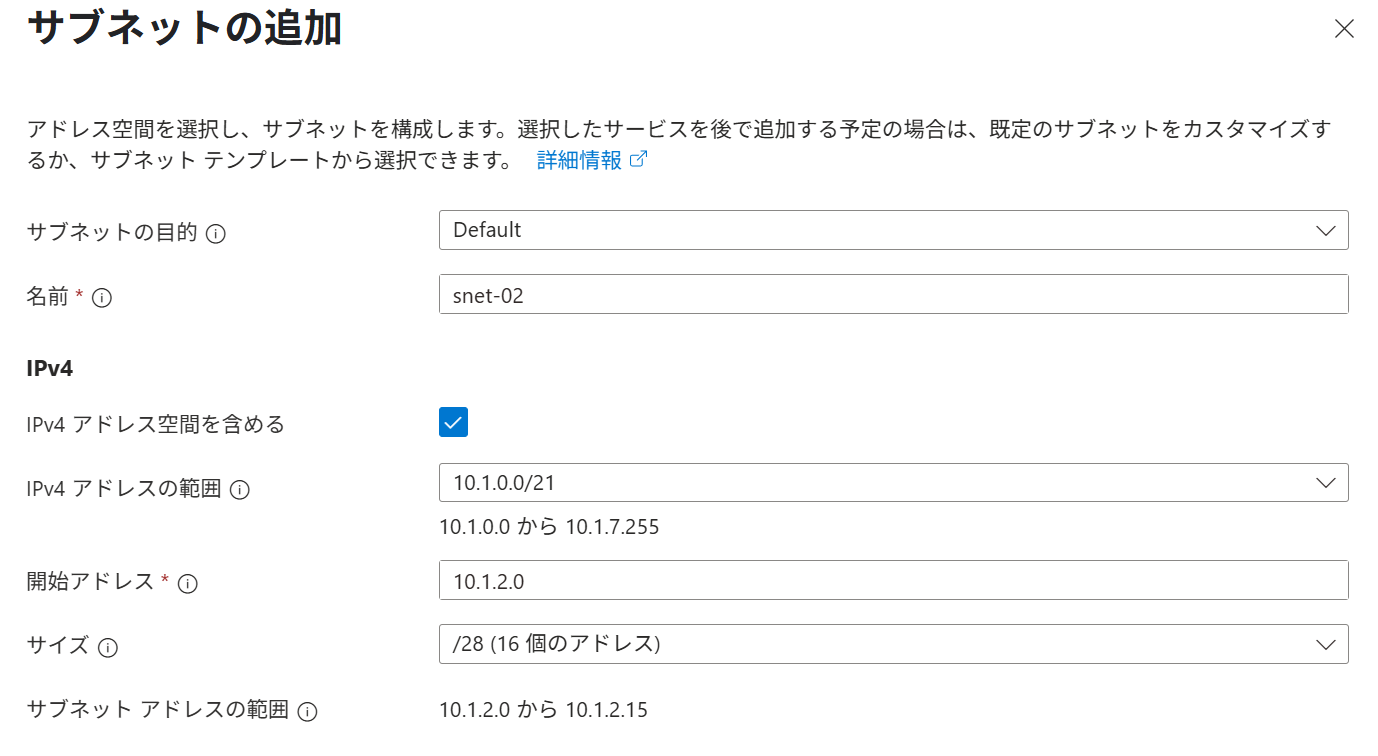 サブネットの追加
アドレス空間を選択し、サブネットを構成します。選択したサービスを後で追加する予定の場合は、既定のサブネットをカスタマイズす
るか、サブネット テンプレートから選択できます。 詳細情報
サブネットの目的 Default
名前 * snet-02
IPv4
IPv4 アドレス空間を含める
IPv4 アドレスの範囲 10.1.0.0/21
10.1.0.0 から 10.1.7.255
開始アドレス * 10.1.2.0
サイズ /28 (16 個のアドレス)
サブネット アドレスの範囲 10.1.2.0 から 10.1.2.15